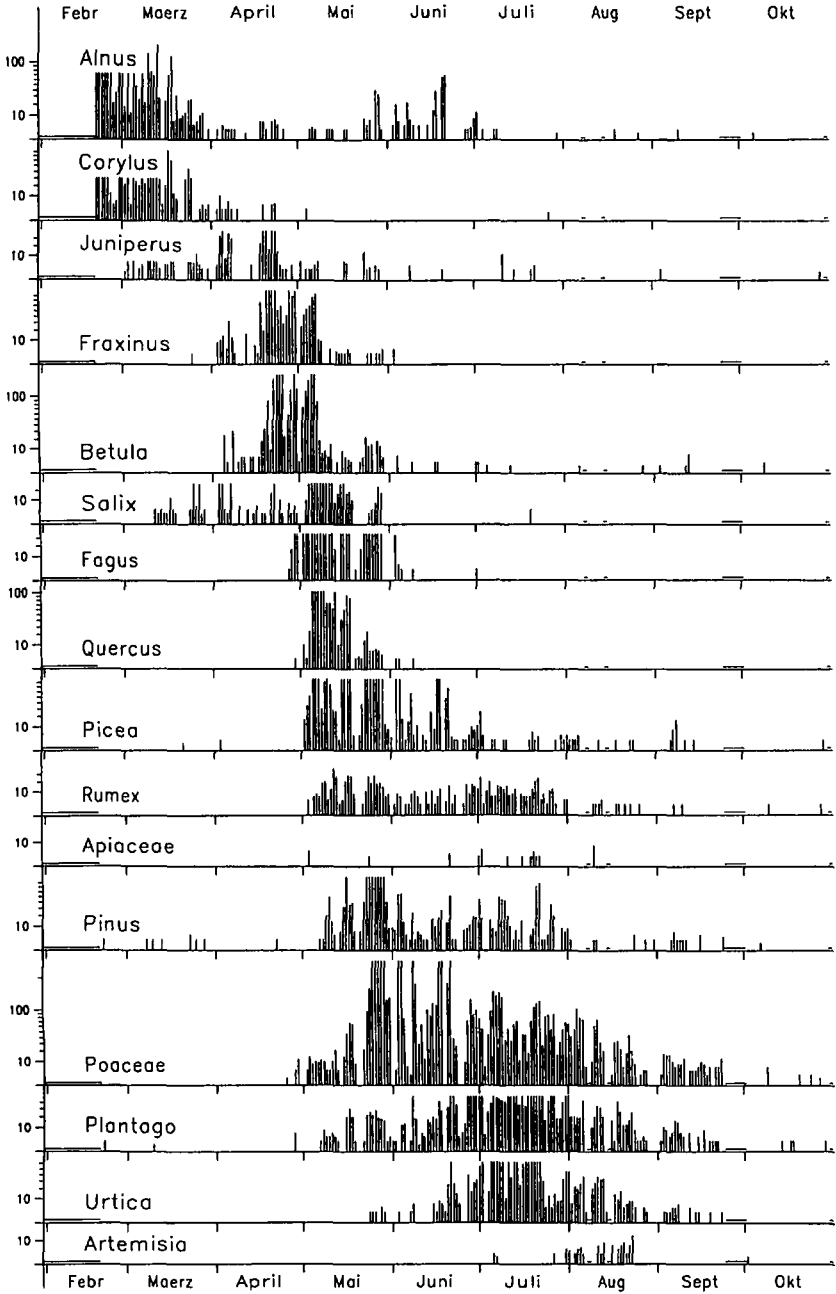 Febr Maerz April Mai Juni Juli Aug Sept Okt
Alnus
100
10
Corylus
10
Juniperus
10
Fraxinus
10
Betula
100
10
Salix
10
Fagus
10
Quercus
100
10
Picea
10
Rumex
10
Apiaceae
10
Pinus
10
Poaceae
100
10
Plantago
10
Urtica
10
Artemisia
10
Febr Maerz April Mai Juni Juli Aug Sept Okt